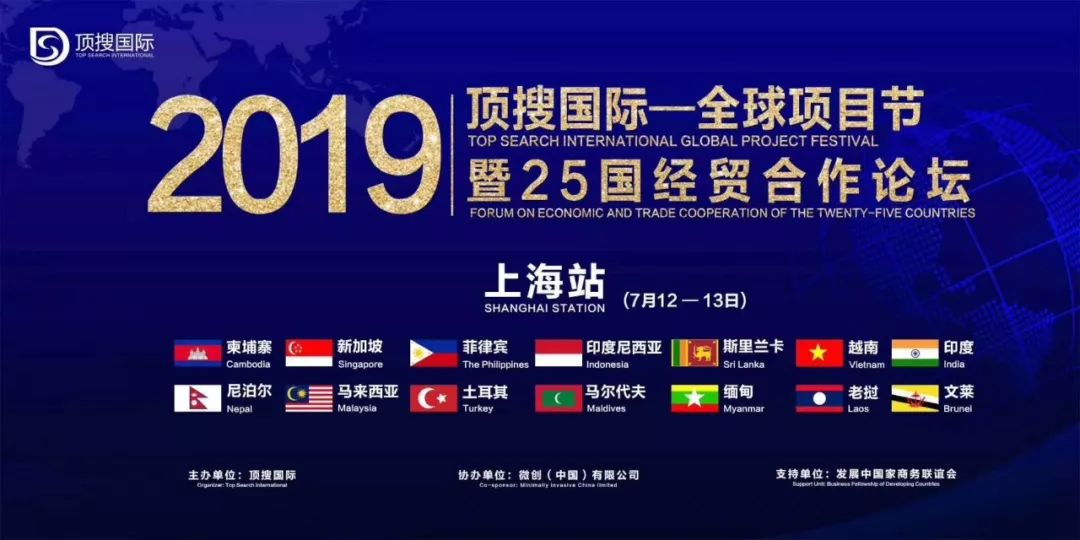 顶搜国际
TOP SEARCH INTERNATIONAL
2019
顶搜国际—全球项目节
TOP SEARCH INTERNATIONAL GLOBAL PROJECT FESTIVAL
暨25国经贸合作论坛
FORUM ON ECONOMIC AND TRADE COOPERATION OF THE TWENTY-FIVE COUNTRIES
上海站 (7月12 — 13日)
SHANGHAI STATION
柬埔寨 新加坡 菲律宾 印度尼西亚 斯里兰卡 越南 印度
Cambodia Singapore The Philippines Indonesia Sri Lanka Vietnam India
尼泊尔 马来西亚 土耳其 马尔代夫 缅甸 老挝 文莱
Nepal Malaysia Turkey Maldives Myanmar Laos Brunei
主办单位：顶搜国际 协办单位：微创（中国）有限公司 支持单位：发展中国家商务联谊会
Organizer: Top Search International Co-sponsor: Minimally Invasive China limited Support Unit: Business Fellowship of Developing Countries